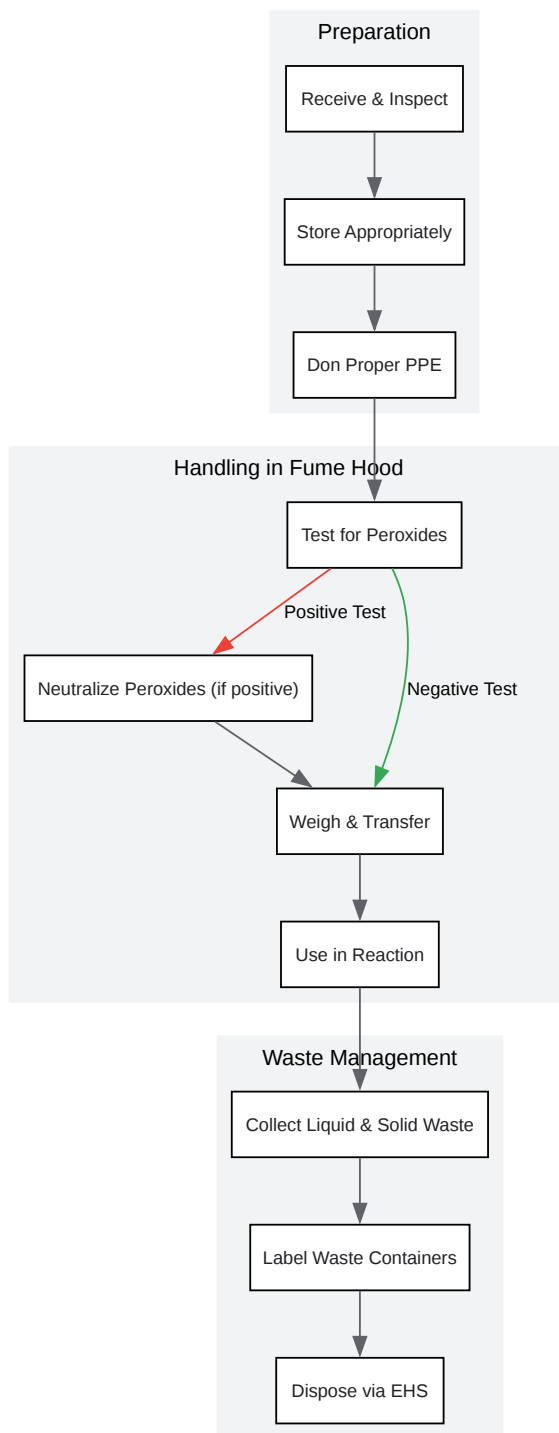 Preparation
Receive & Inspect
Store Appropriately
Don Proper PPE
Handling in Fume Hood
Test for Peroxides
Positive Test
Neutralize Peroxides (if positive)
Negative Test
Weigh & Transfer
Use in Reaction
Waste Management
Collect Liquid & Solid Waste
Label Waste Containers
Dispose via EHS